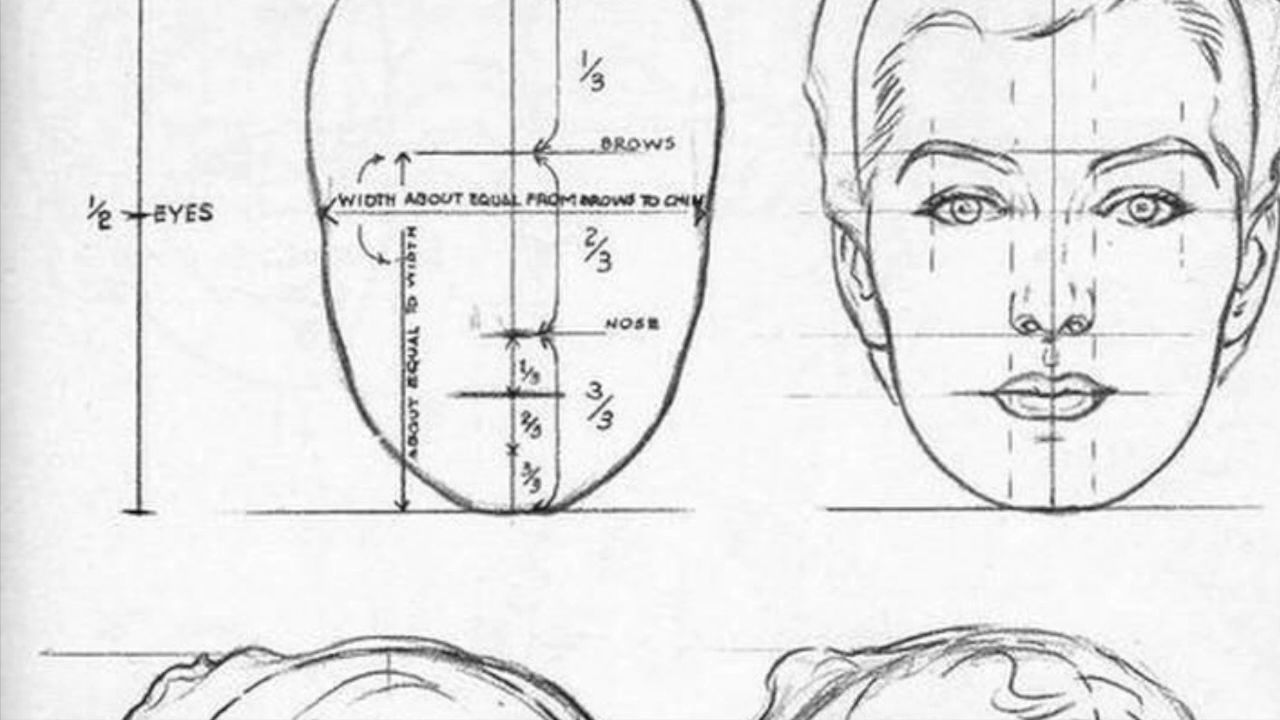 1/3
BROWS
WIDTH ABOUT EQUAL FROM BROWS TO CHIN
1/2 EYES
2/3
ABOUT EQUAL TO WIDTH
NOSE
1/3
3/3
2/3
3/3